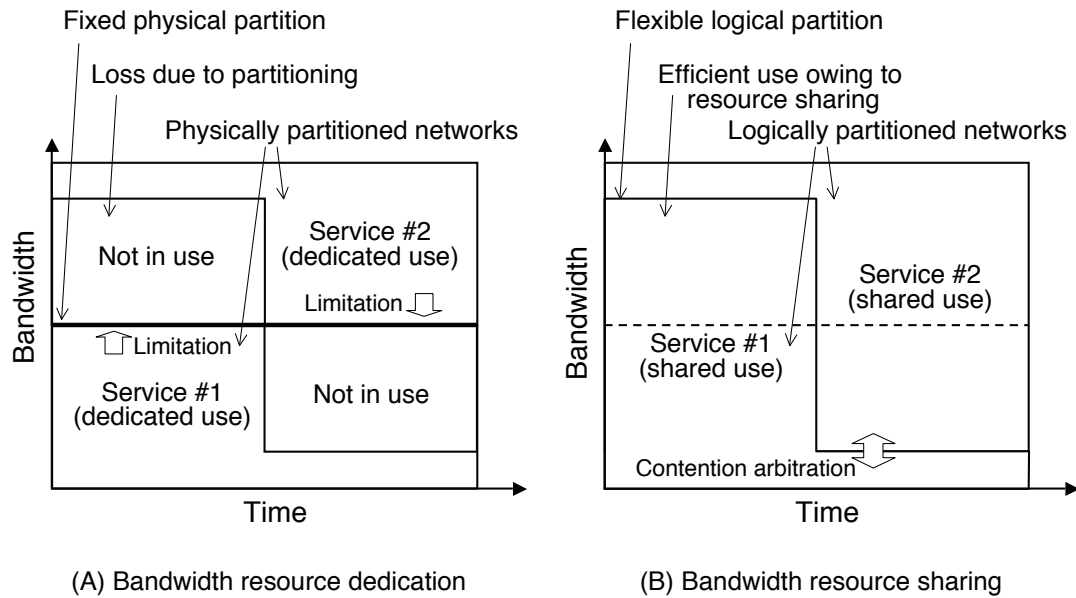 Fixed physical partition
Loss due to partitioning
Physically partitioned networks
Bandwidth
Not in use
Service #2
(dedicated use)
Limitation
Limitation
Service #1
(dedicated use)
Not in use
Time
(A) Bandwidth resource dedication
Flexible logical partition
Efficient use owing to
resource sharing
Logically partitioned networks
Bandwidth
Service #2
(shared use)
Service #1
(shared use)
Contention arbitration
Time
(B) Bandwidth resource sharing